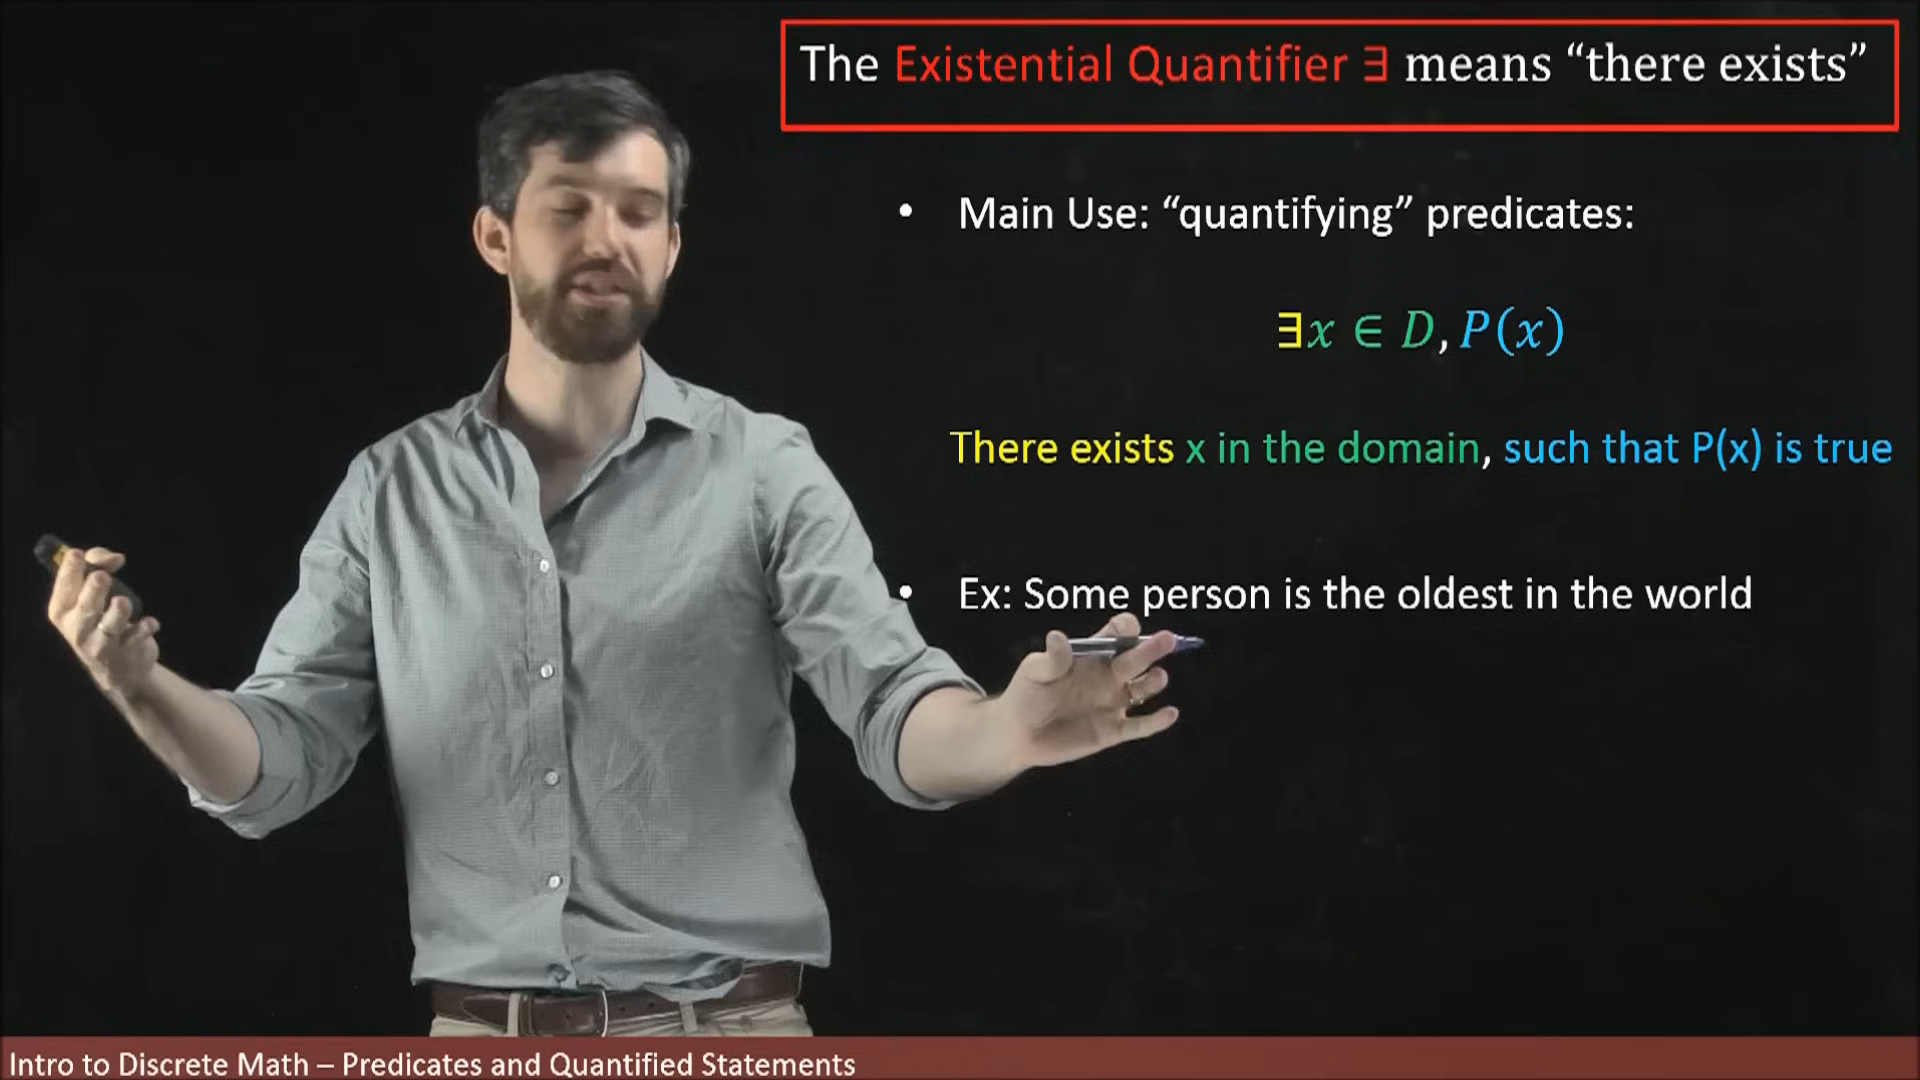 The Existential Quantifier ∃ means “there exists”
• Main Use: “quantifying” predicates:
∃x ∈ D, P(x)
There exists x in the domain, such that P(x) is true
• Ex: Some person is the oldest in the world
Intro to Discrete Math – Predicates and Quantified Statements